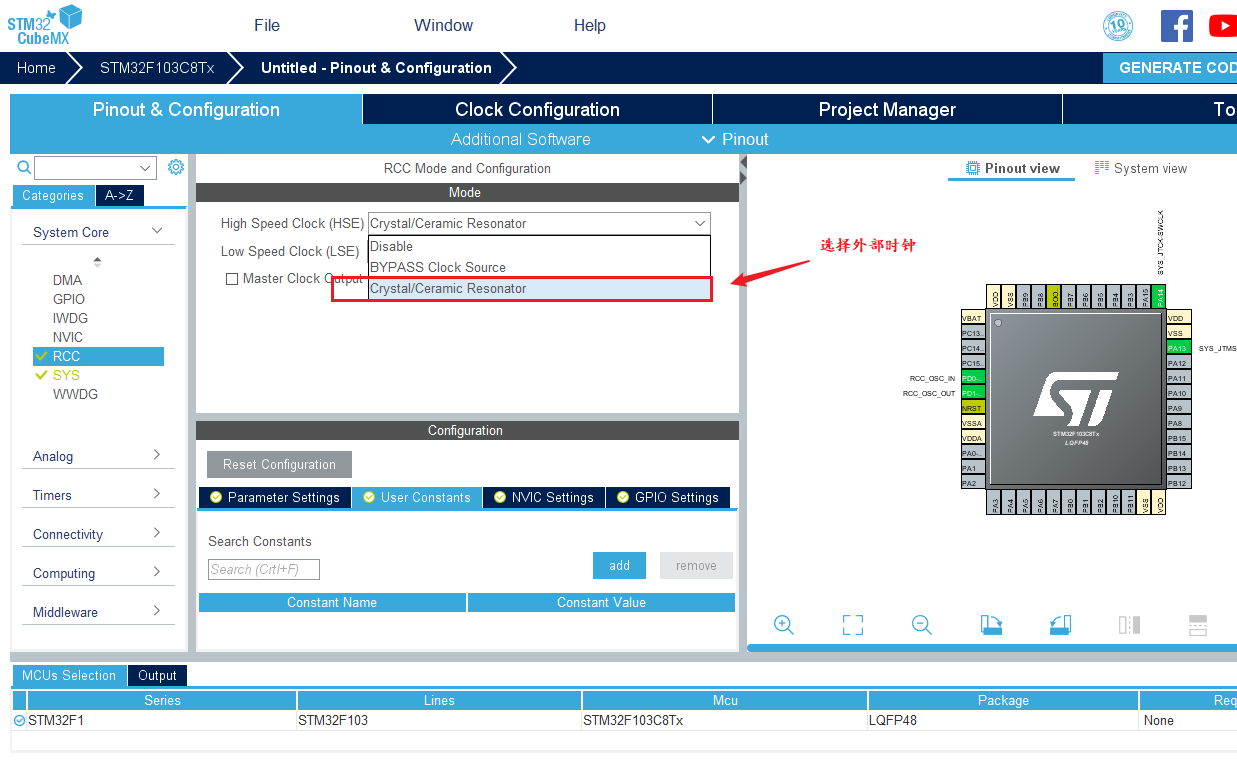 STM32
CubeMX
File
Window
Help
10
Home
STM32F103C8Tx
Untitled - Pinout & Configuration
GENERATE COD
Pinout & Configuration
Clock Configuration
Project Manager
To
Additional Software
Pinout
Categories
A->Z
System Core
DMA
GPIO
IWDG
NVIC
RCC
SYS
WWDG
Analog
Timers
Connectivity
Computing
Middleware
RCC Mode and Configuration
Mode
High Speed Clock (HSE)
Crystal/Ceramic Resonator
Low Speed Clock (LSE)
Disable
BYPASS Clock Source
Master Clock Output
Crystal/Ceramic Resonator
选择外部时钟
Configuration
Reset Configuration
Parameter Settings
User Constants
NVIC Settings
GPIO Settings
Search Constants
Search (Crtl+F)
add
remove
Constant Name
Constant Value
Pinout view
System view
SYS_JTCK-SWCLK
VDD
VSS
PB9
PB8
BOO
PB7
PB6
PB5
PB4
PB3
PA15
PA14
VBAT
PC13..
PC14..
PC15..
RCC_OSC_IN
PD0-..
RCC_OSC_OUT
PD1-..
NRST
VSSA
VDDA
PA0-..
PA1
PA2
VDD
VSS
PA13
SYS_JTMS
PA12
PA11
PA10
PA9
PA8
PB15
PB14
PB13
PB12
STM32F103C8Tx
LQFP48
PA3
PA4
PA5
PA6
PA7
PB0
PB1
PB2
PB10
PB11
VSS
VDD
MCUs Selection
Output
Series
Lines
Mcu
Package
Req
STM32F1
STM32F103
STM32F103C8Tx
LQFP48
None